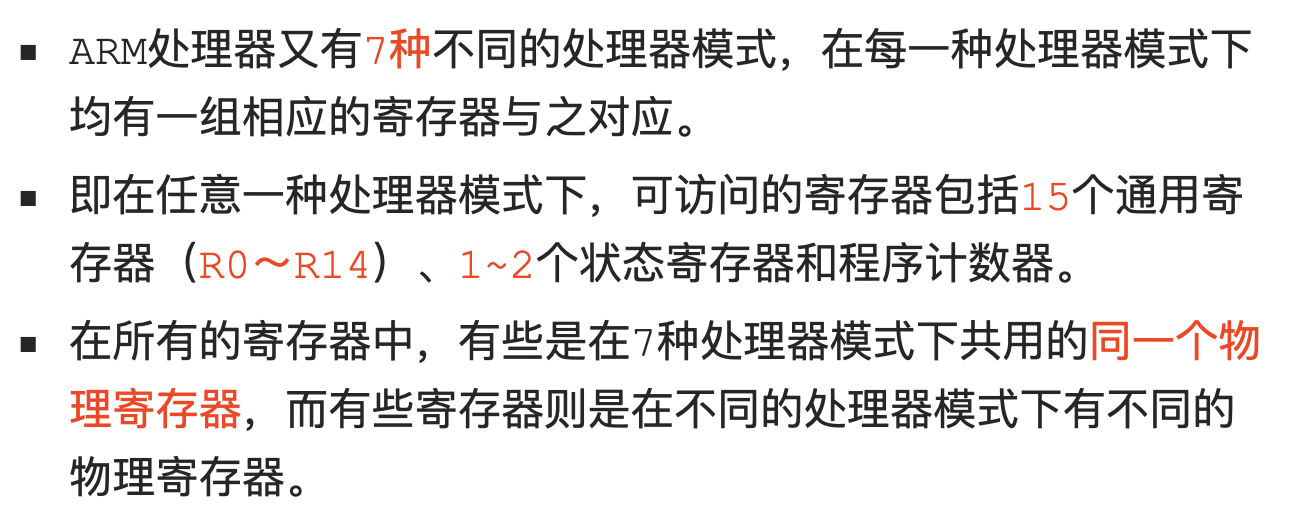 ▪ ARM处理器又有7种不同的处理器模式，在每一种处理器模式下
均有一组相应的寄存器与之对应。
▪ 即在任意一种处理器模式下，可访问的寄存器包括15个通用寄
存器（R0～R14）、1~2个状态寄存器和程序计数器。
▪ 在所有的寄存器中，有些是在7种处理器模式下共用的同一个物
理寄存器，而有些寄存器则是在不同的处理器模式下有不同的
物理寄存器。